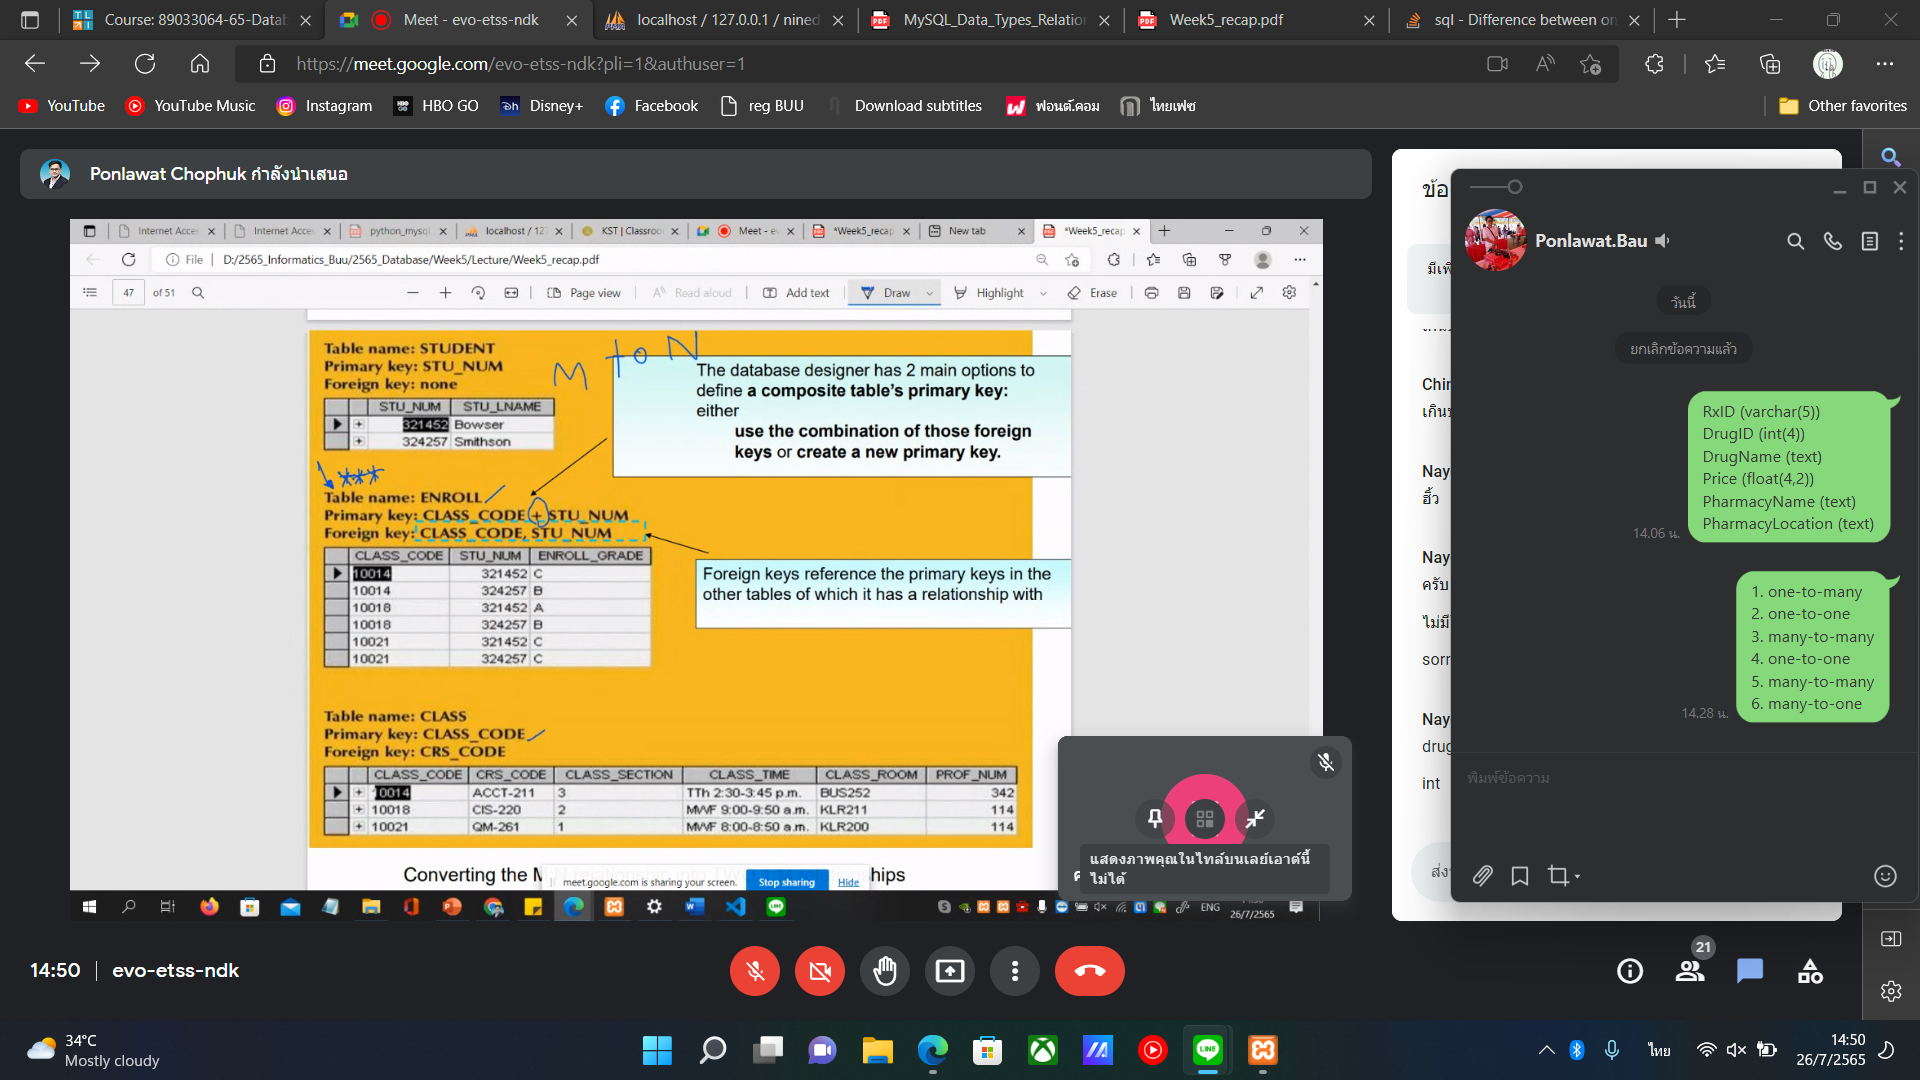 Course: 89033064-65-Datab
Meet - evo-etss-ndk
localhost / 127.0.0.1 / nined
MySQL_Data_Types_Relation
Week5_recap.pdf
sql - Difference between on
https://meet.google.com/evo-etss-ndk?pli=1&authuser=1
YouTube
YouTube Music
Instagram
HBO GO
Disney+
Facebook
reg BUU
Download subtitles
ฟอนต์.คอม
ไทยเฟซ
Other favorites
Ponlawat Chophuk กำลังนำเสนอ
Internet Acce
Internet Acce
python_mysql
localhost / 127
KST | Classroo
Meet - e
*Week5_recap
New tab
*Week5_recap
File
D:/2565_Informatics_Buu/2565_Database/Week5/Lecture/Week5_recap.pdf
47 of 51
Page view
Read aloud
Add text
Draw
Highlight
Erase
Table name: STUDENT
Primary key: STU_NUM
Foreign key: none
STU_NUM STU_LNAME
321452 Bowser
324257 Smithson
M to N
The database designer has 2 main options to
define a composite table's primary key:
either
use the combination of those foreign
keys or create a new primary key.
***
Table name: ENROLL
Primary key: CLASS_CODE + STU_NUM
Foreign key: CLASS_CODE, STU_NUM
CLASS_CODE STU_NUM ENROLL_GRADE
10014 321452 C
10014 324257 B
10018 321452 A
10018 324257 B
10021 321452 C
10021 324257 C
Foreign keys reference the primary keys in the
other tables of which it has a relationship with
Table name: CLASS
Primary key: CLASS_CODE
Foreign key: CRS_CODE
CLASS_CODE CRS_CODE CLASS_SECTION CLASS_TIME CLASS_ROOM PROF_NUM
10014 ACCT-211 3 TTh 2:30-3:45 p.m. BUS252 342
10018 CIS-220 2 MWF 9:00-9:50 a.m. KLR211 114
10021 QM-261 1 MWF 8:00-8:50 a.m. KLR200 114
Converting the M
hips
meet.google.com is sharing your screen.
Stop sharing
Hide
ENG
26/7/2565
แสดงภาพคุณในไทล์บนเลย์เอาต์นี้
ไม่ได้
ข้อ
มีเพี
Chir
เกิน
Nay
ฮิ้ว
Nay
ครับ
ไม่มี
sorr
Nay
drug
int
ส่ง
Ponlawat.Bau
วันนี้
ยกเลิกข้อความแล้ว
RxID (varchar(5))
DrugID (int(4))
DrugName (text)
Price (float(4,2))
PharmacyName (text)
PharmacyLocation (text)
14.06 น.
1. one-to-many
2. one-to-one
3. many-to-many
4. one-to-one
5. many-to-many
6. many-to-one
14.28 น.
พิมพ์ข้อความ
14:50
evo-etss-ndk
21
34°C
Mostly cloudy
ไทย
14:50
26/7/2565